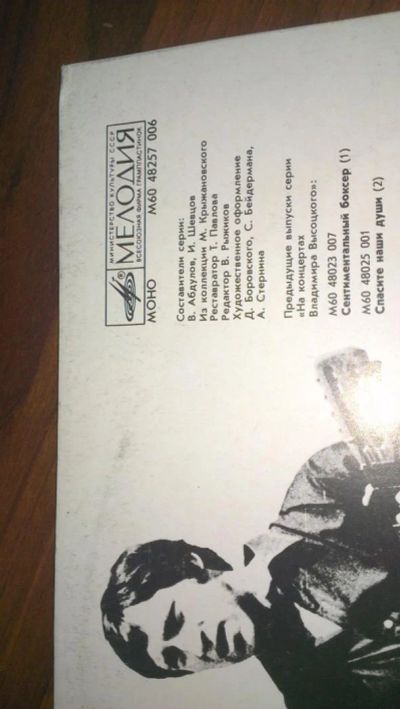 МИНИСТЕРСТВО КУЛЬТУРЫ СССР
МЕЛОДИЯ
ВСЕСОЮЗНАЯ ФИРМА ГРАМПЛАСТИНОК
МОНО М60 48257 006
Составители серии:
В. Абдулов, И. Шевцов
Из коллекции М. Крыжановского
Реставратор Т. Павлова
Редактор В. Рыжиков
Художественное оформление
Д. Боровского, С. Бейдермана,
А. Стернина
Предыдущие выпуски серии
«На концертах
Владимира Высоцкого»:
М60 48023 007
Сентиментальный боксер (1)
М60 48025 001
Спасите наши души (2)